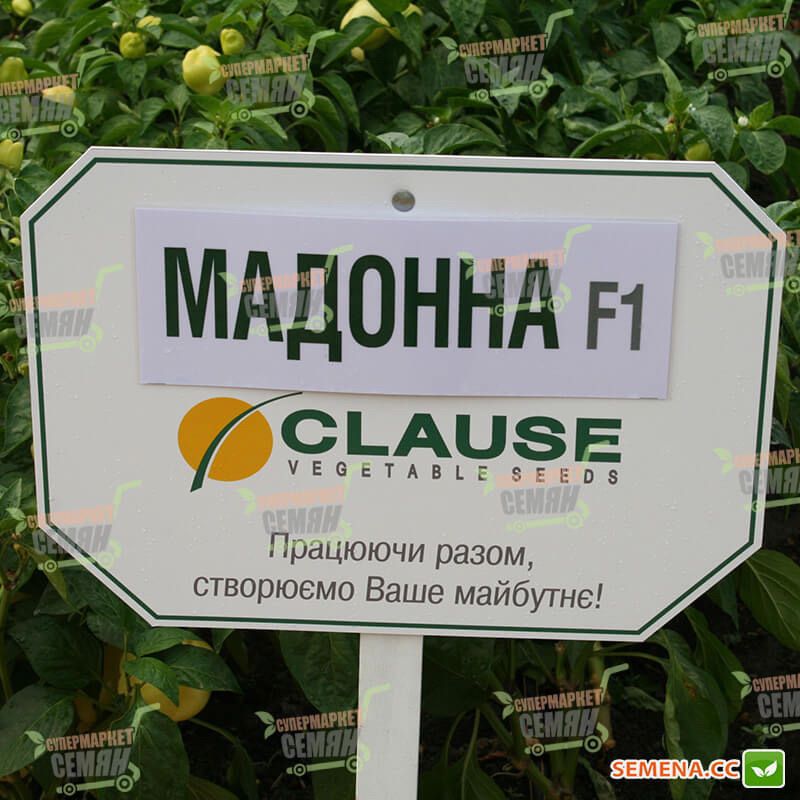 МАДОННА F1
CLAUSE
VEGETABLE SEEDS
Працюючи разом,
створюємо Ваше майбутнє!
СУПЕРМАРКЕТ
СЕМЯН
SEMENA.CC